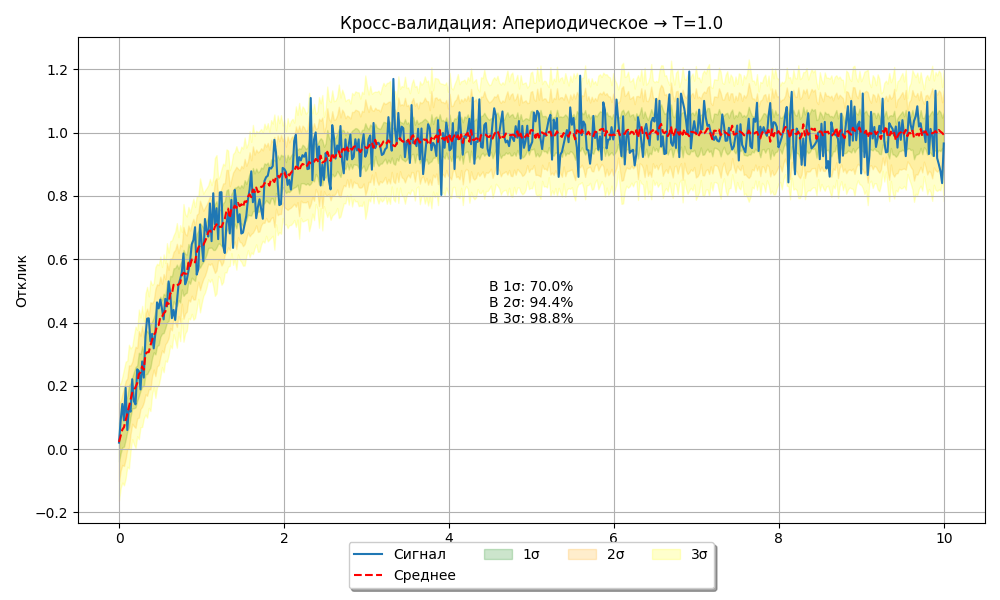 Кросс-валидация: Апериодическое → T=1.0
Отклик
1.2
1.0
0.8
0.6
0.4
0.2
0.0
−0.2
В 1σ: 70.0%
В 2σ: 94.4%
В 3σ: 98.8%
0 2 4 6 8 10
Сигнал 1σ 2σ 3σ
Среднее